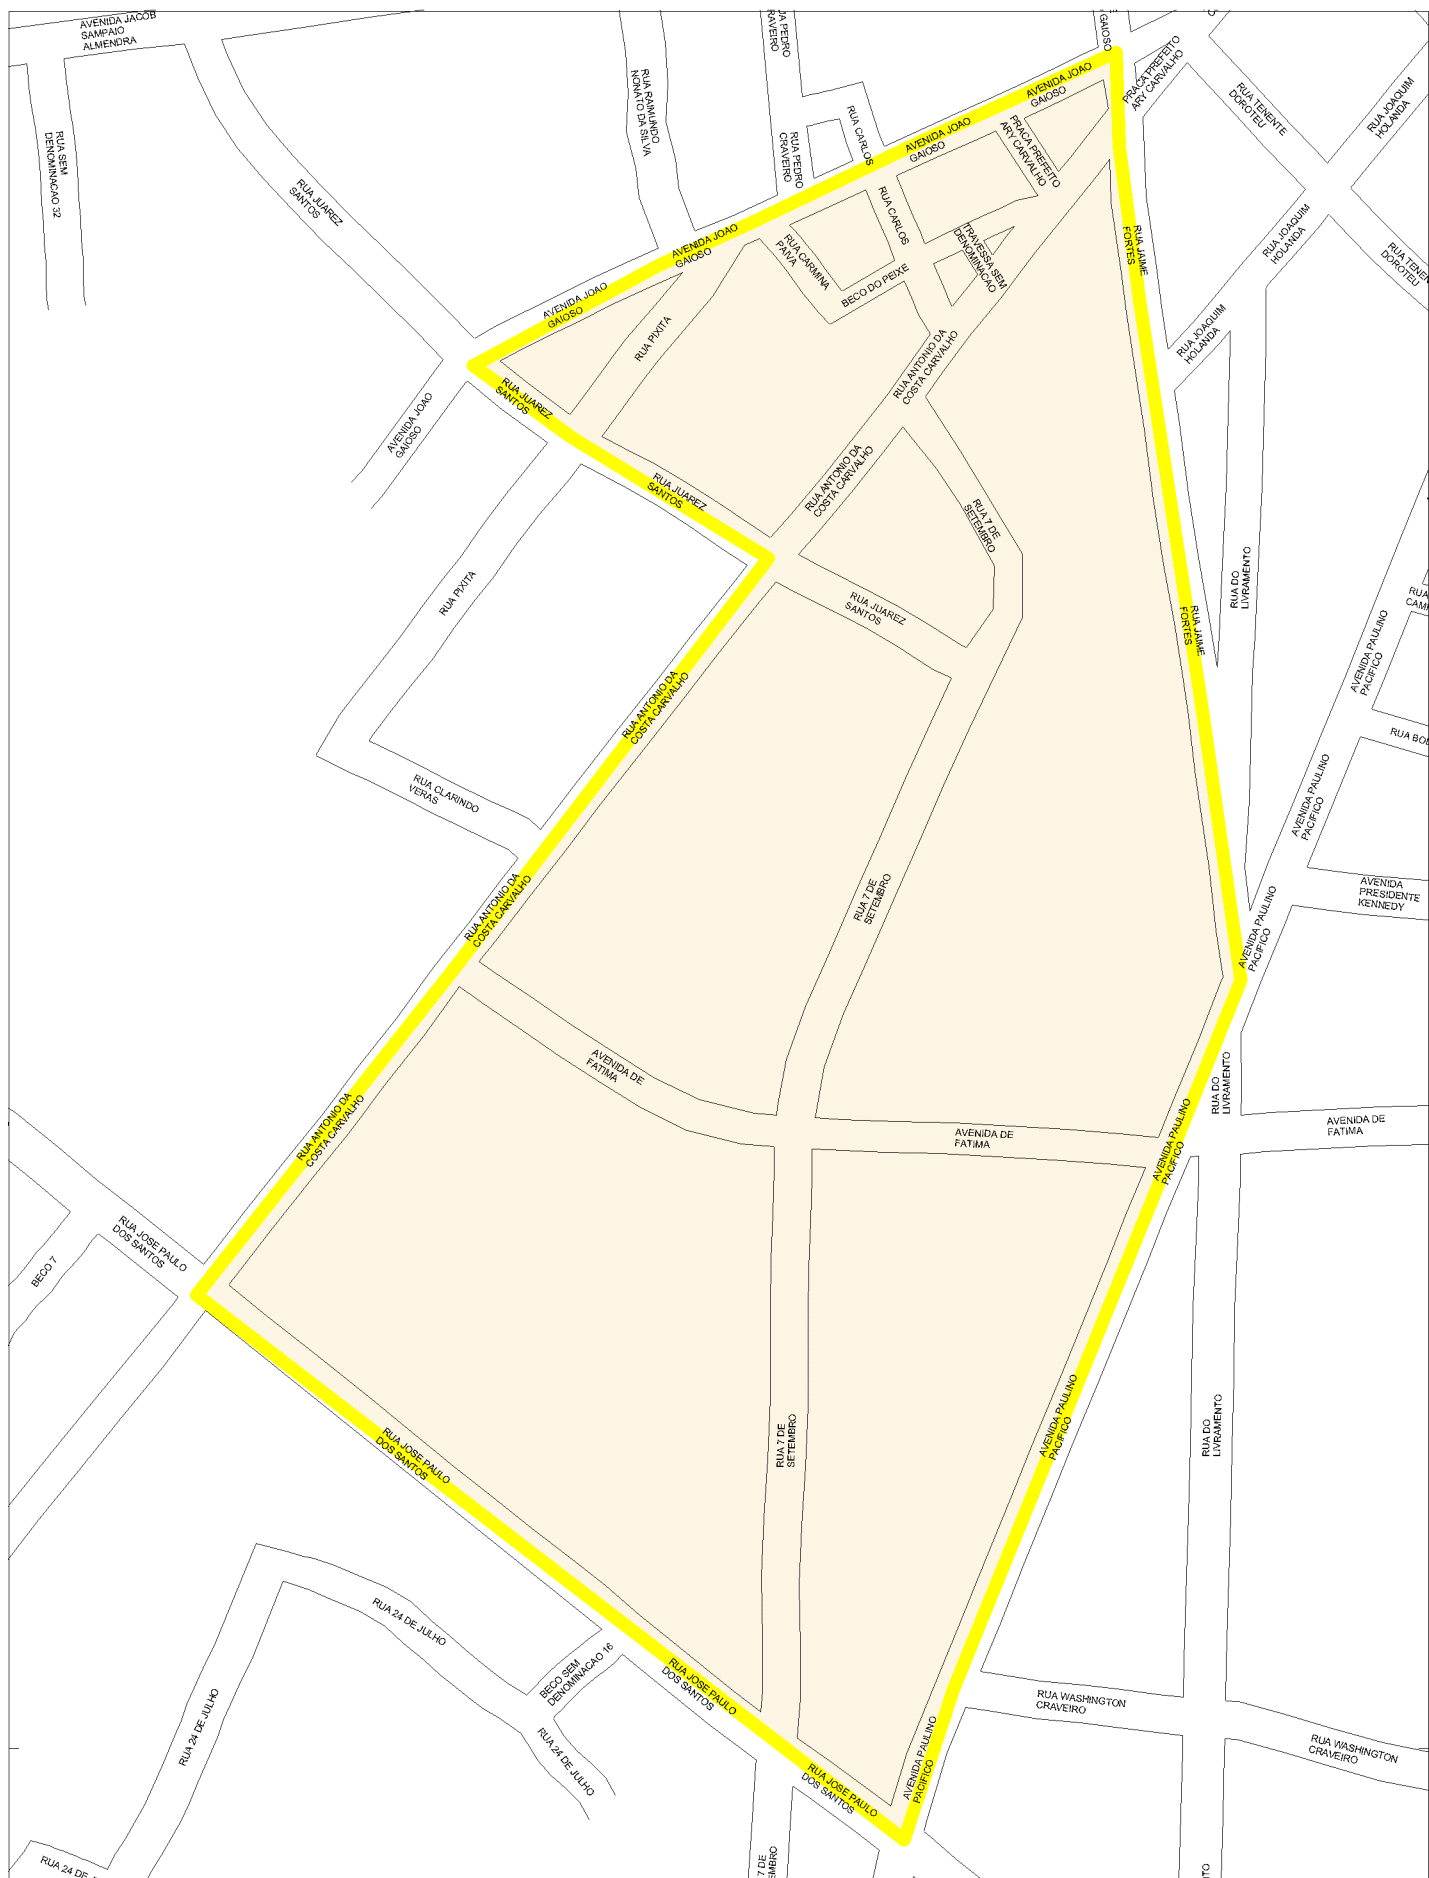 AVENIDA JACOB
SAMPAIO
ALMENDRA
RUA SEM
DENOMINACAO 32
RUA JUAREZ
SANTOS
RUA RAIMUNDO
NONATO DA SILVA
RAVEIRO
RUA PEDRO
CRAVEIRO
RUA CARLOS
GAIOSO
AVENIDA JOAO
GAIOSO
PRACA PREFEITO
ARY CARVALHO
RUA TENENTE
DOROTEU
RUA JOAQUIM
HOLANDA
AVENIDA JOAO
GAIOSO
PRACA PREFEITO
ARY CARVALHO
RUA CARLOS
TRAVESSA SEM
DENOMINACAO
RUA CARMINA
PAIVA
BECO DO PEIXE
AVENIDA JOAO
GAIOSO
AVENIDA JOAO
GAIOSO
RUA PIXITA
RUA JAIME
FORTES
RUA JOAQUIM
HOLANDA
DOROTEU
RUA JOAQUIM
HOLANDA
RUA ANTONIO DA
COSTA CARVALHO
RUA JUAREZ
SANTOS
AVENIDA JOAO
GAIOSO
RUA JUAREZ
SANTOS
RUA ANTONIO DA
COSTA CARVALHO
RUA 7 DE
SETEMBRO
RUA PIXITA
RUA JUAREZ
SANTOS
RUA JAIME
FORTES
RUA DO
LIVRAMENTO
RUA
AVENIDA PAULINO
PACIFICO
RUA ANTONIO DA
COSTA CARVALHO
RUA CLARINDO
VERAS
AVENIDA PAULINO
PACIFICO
AVENIDA
PRESIDENTE
KENNEDY
RUA 7 DE
SETEMBRO
RUA ANTONIO DA
COSTA CARVALHO
AVENIDA PAULINO
PACIFICO
AVENIDA DE
FATIMA
RUA DO
LIVRAMENTO
RUA ANTONIO DA
COSTA CARVALHO
AVENIDA DE
FATIMA
AVENIDA PAULINO
PACIFICO
AVENIDA DE
FATIMA
RUA JOSE PAULO
DOS SANTOS
BECO 7
RUA JOSE PAULO
DOS SANTOS
RUA 7 DE
SETEMBRO
AVENIDA PAULINO
PACIFICO
RUA DO
LIVRAMENTO
RUA 24 DE JULHO
BECO SEM
DENOMINACAO 16
RUA JOSE PAULO
DOS SANTOS
RUA WASHINGTON
CRAVEIRO
RUA WASHINGTON
CRAVEIRO
RUA 24 DE JULHO
RUA 24 DE JULHO
AVENIDA PAULINO
PACIFICO
RUA JOSE PAULO
DOS SANTOS
RUA 24 DE J
7 DE